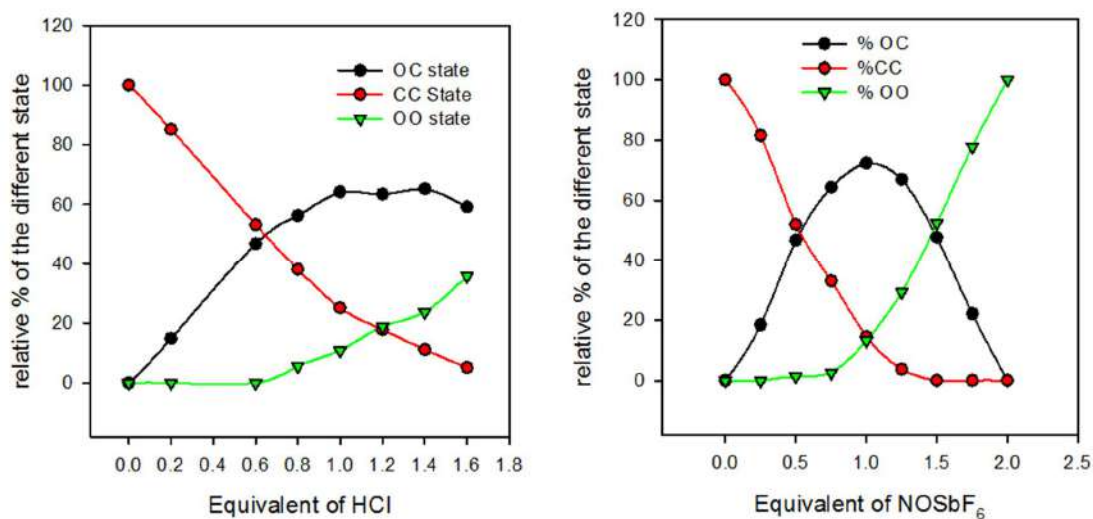 relative % of the different state
120
100
80
60
40
20
0
OC state
CC State
OO state
0.0 0.2 0.4 0.6 0.8 1.0 1.2 1.4 1.6 1.8
Equivalent of HCl
relative % of the different state
120
100
80
60
40
20
0
% OC
%CC
% OO
0.0 0.5 1.0 1.5 2.0 2.5
Equivalent of NOSbF₆